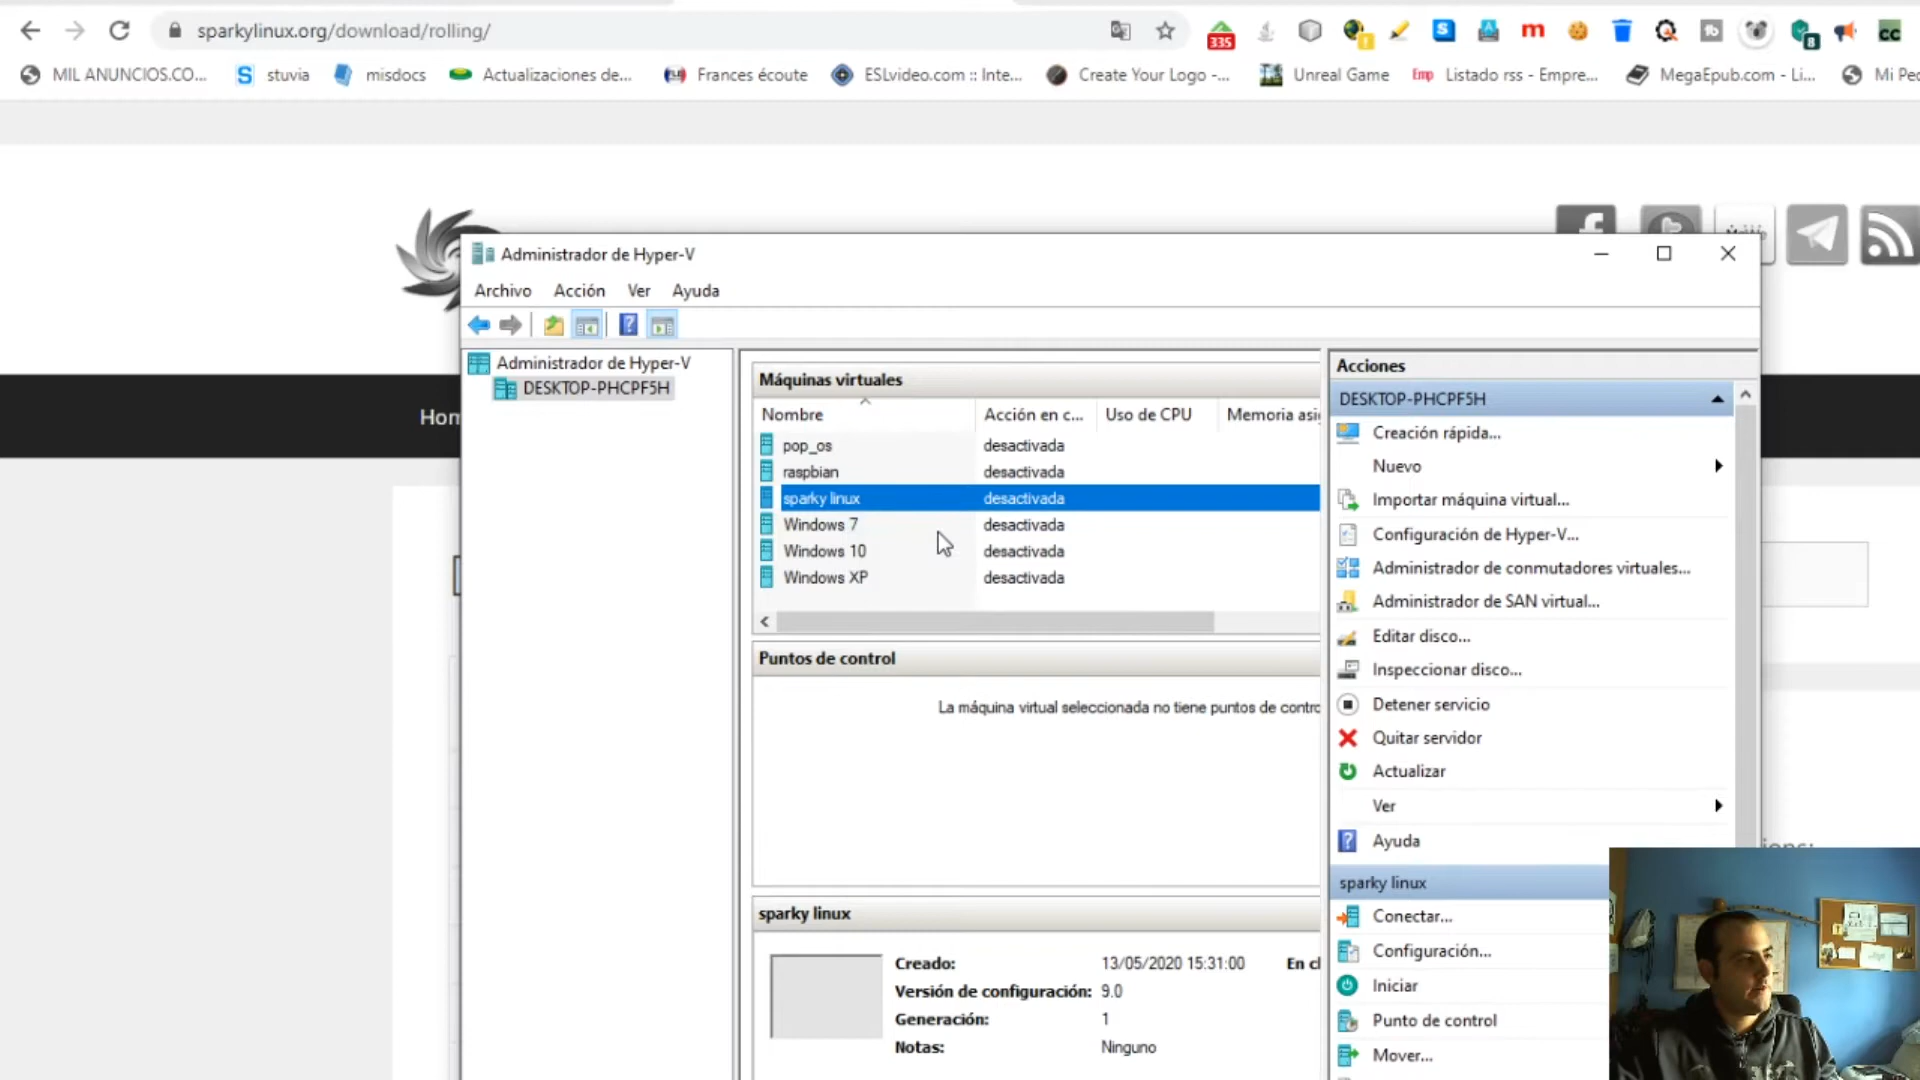 sparkylinux.org/download/rolling/
335
8
MIL ANUNCIOS.CO...
stuvia
misdocs
Actualizaciones de...
Frances écoute
ESLvideo.com :: Inte...
Create Your Logo -...
Unreal Game
Emp Listado rss - Empre...
MegaEpub.com - Li...
Mi Pec
Administrador de Hyper-V
Archivo Acción Ver Ayuda
Administrador de Hyper-V
DESKTOP-PHCPF5H
Hom
Máquinas virtuales
Nombre Acción en c... Uso de CPU Memoria asi
pop_os desactivada
raspbian desactivada
sparky linux desactivada
Windows 7 desactivada
Windows 10 desactivada
Windows XP desactivada
Puntos de control
La máquina virtual seleccionada no tiene puntos de contro
sparky linux
Creado: 13/05/2020 15:31:00 En cl
Versión de configuración: 9.0
Generación: 1
Notas: Ninguno
Acciones
DESKTOP-PHCPF5H
Creación rápida...
Nuevo
Importar máquina virtual...
Configuración de Hyper-V...
Administrador de conmutadores virtuales...
Administrador de SAN virtual...
Editar disco...
Inspeccionar disco...
Detener servicio
Quitar servidor
Actualizar
Ver
Ayuda
sparky linux
Conectar...
Configuración...
Iniciar
Punto de control
Mover...